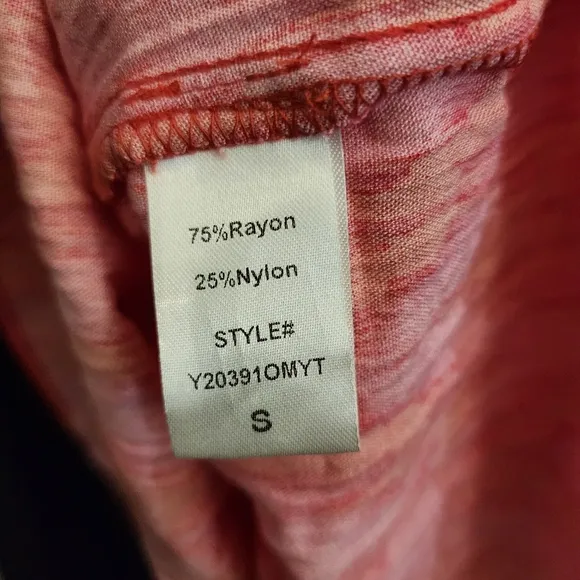 75%Rayon
25%Nylon
STYLE#
Y20391OMYT
S